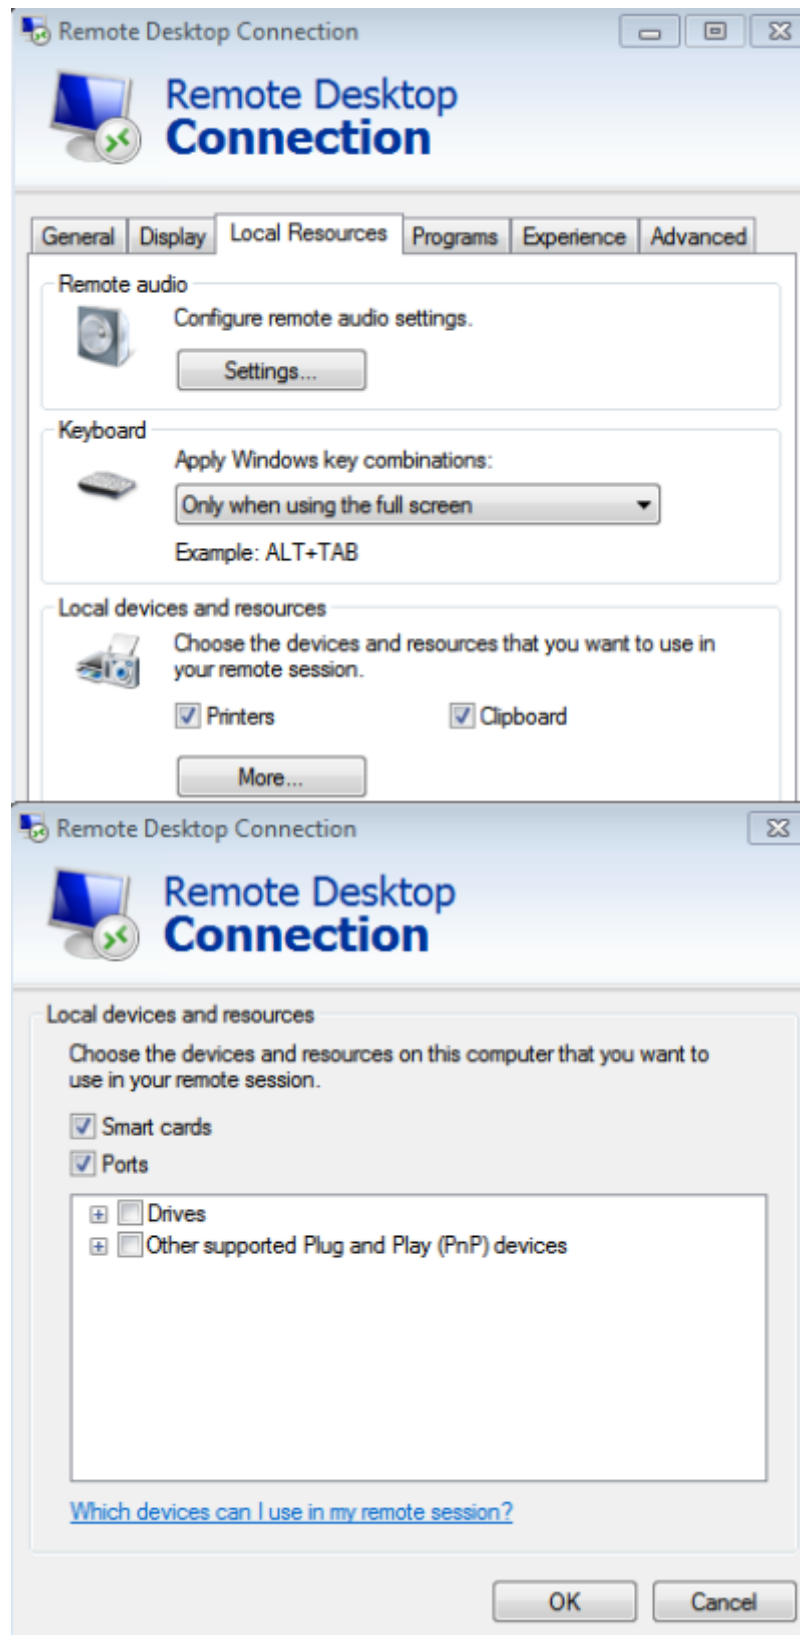 Remote Desktop Connection
Remote Desktop
Connection
General Display Local Resources Programs Experience Advanced
Remote audio
Configure remote audio settings.
Settings...
Keyboard
Apply Windows key combinations:
Only when using the full screen
Example: ALT+TAB
Local devices and resources
Choose the devices and resources that you want to use in
your remote session.
Printers Clipboard
More...
Remote Desktop Connection
Remote Desktop
Connection
Local devices and resources
Choose the devices and resources on this computer that you want to
use in your remote session.
Smart cards
Ports
Drives
Other supported Plug and Play (PnP) devices
Which devices can I use in my remote session?
OK Cancel